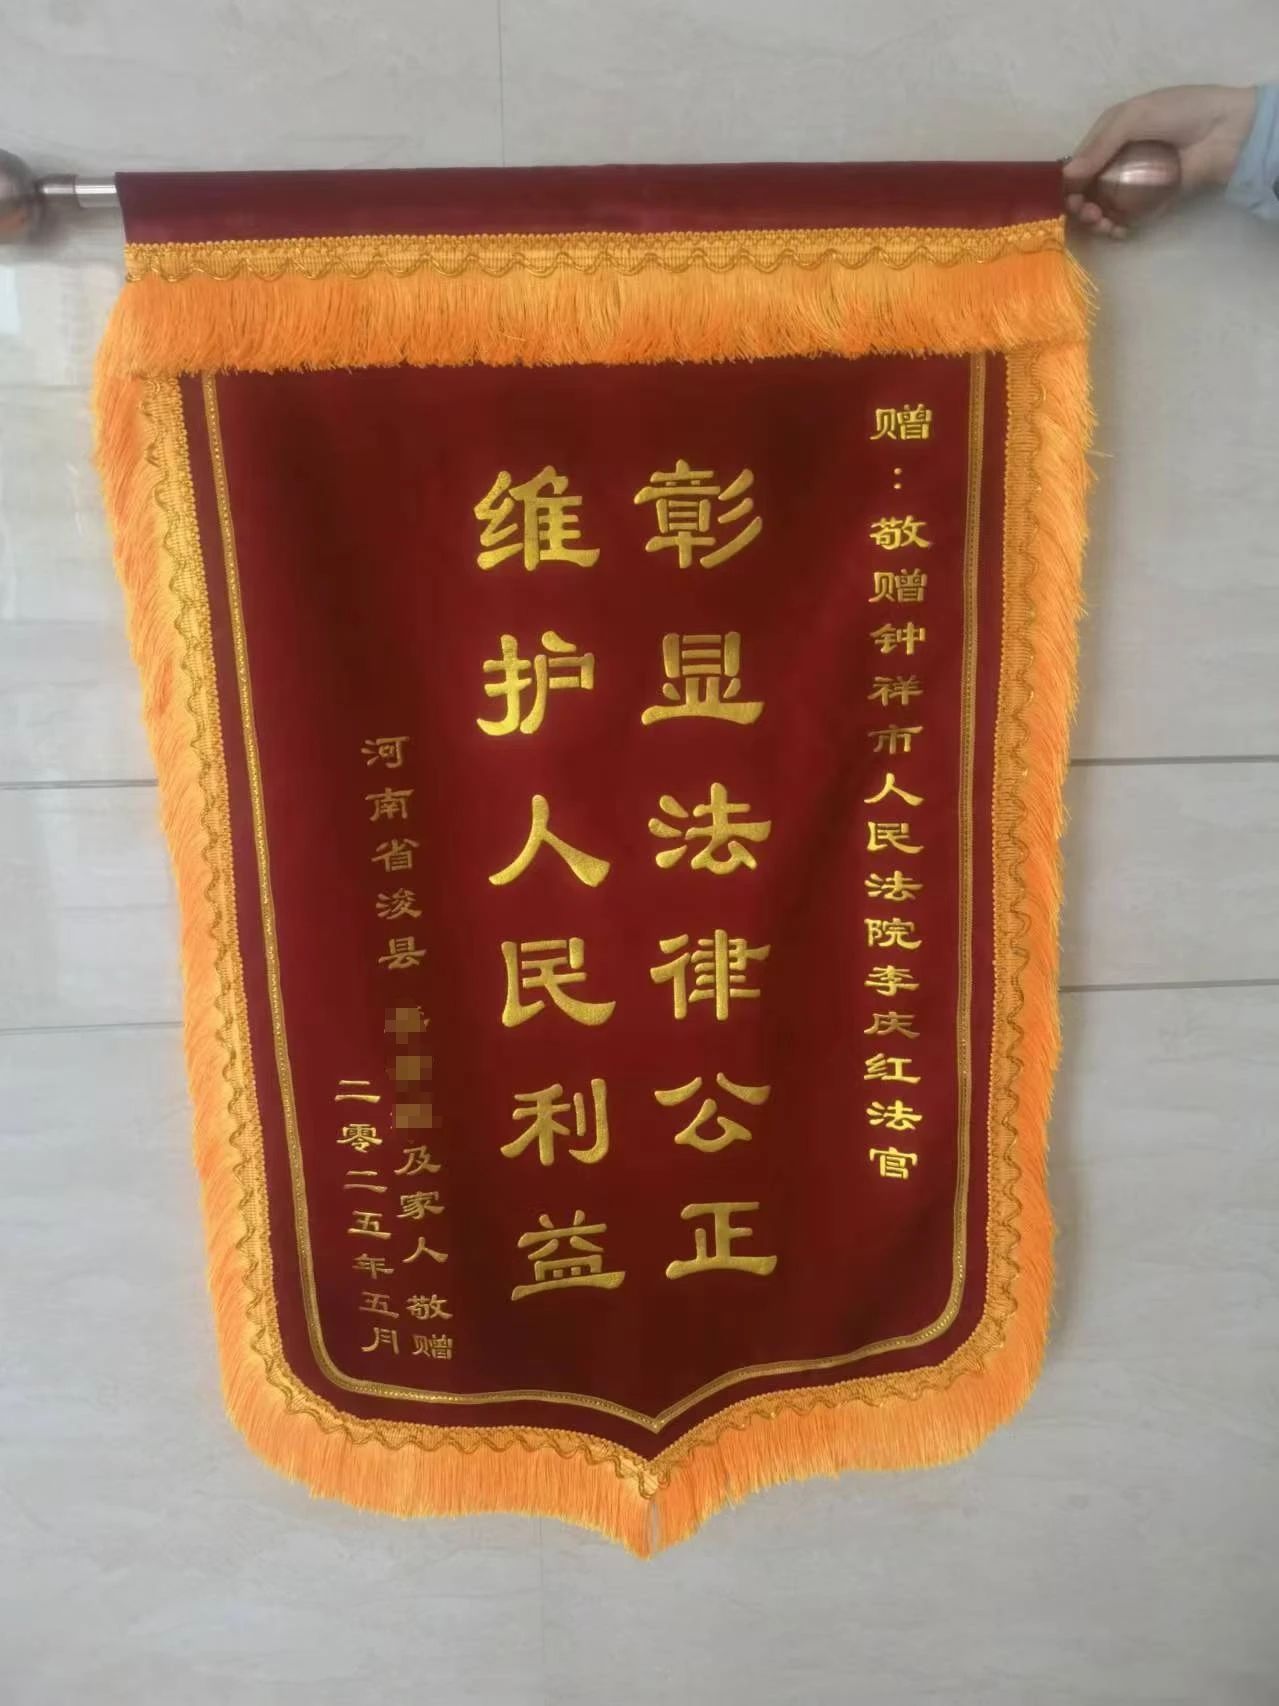 赠：敬赠钟祥市人民法院李庆红法官
彰显法律公正
维护人民利益
河南省浚县 及家人 敬赠
二零二五年五月